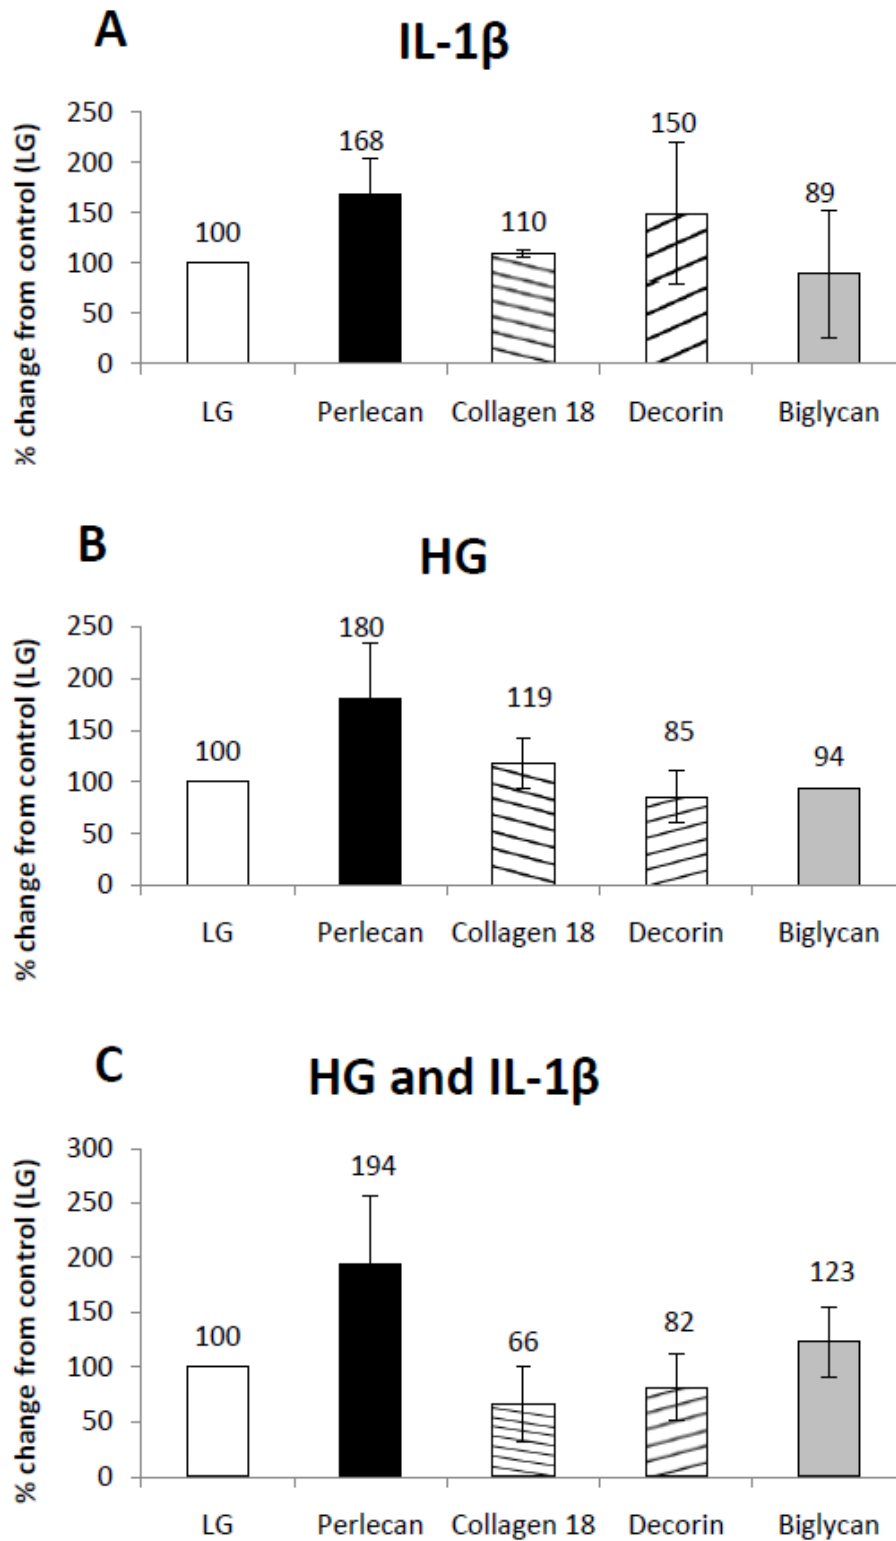 A
IL-1β
% change from control (LG)
250
200
150
100
50
0
100
168
110
150
89
LG Perlecan Collagen 18 Decorin Biglycan
B
HG
% change from control (LG)
250
200
150
100
50
0
100
180
119
85
94
LG Perlecan Collagen 18 Decorin Biglycan
C
HG and IL-1β
% change from control (LG)
300
250
200
150
100
50
0
100
194
66
82
123
LG Perlecan Collagen 18 Decorin Biglycan